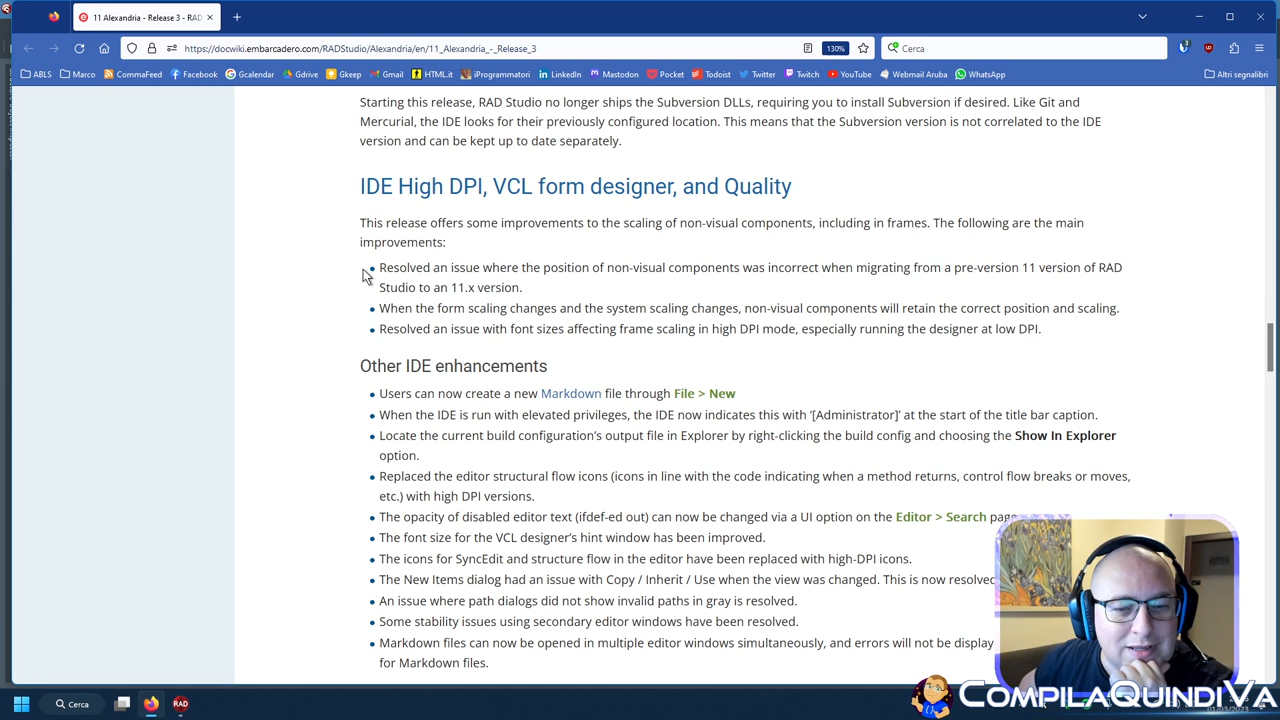 11 Alexandria - Release 3 - RAD
https://docwiki.embarcadero.com/RADStudio/Alexandria/en/11_Alexandria_-_Release_3
130%
Cerca
ABLS
Marco
CommaFeed
Facebook
Gcalendar
Gdrive
Gkeep
Gmail
HTML.it
iProgrammatori
LinkedIn
Mastodon
Pocket
Todoist
Twitter
Twitch
YouTube
Webmail Aruba
WhatsApp
Altri segnalibri
Starting this release, RAD Studio no longer ships the Subversion DLLs, requiring you to install Subversion if desired. Like Git and
Mercurial, the IDE looks for their previously configured location. This means that the Subversion version is not correlated to the IDE
version and can be kept up to date separately.
IDE High DPI, VCL form designer, and Quality
This release offers some improvements to the scaling of non-visual components, including in frames. The following are the main
improvements:
Resolved an issue where the position of non-visual components was incorrect when migrating from a pre-version 11 version of RAD
Studio to an 11.x version.
When the form scaling changes and the system scaling changes, non-visual components will retain the correct position and scaling.
Resolved an issue with font sizes affecting frame scaling in high DPI mode, especially running the designer at low DPI.
Other IDE enhancements
Users can now create a new Markdown file through File > New
When the IDE is run with elevated privileges, the IDE now indicates this with '[Administrator]' at the start of the title bar caption.
Locate the current build configuration's output file in Explorer by right-clicking the build config and choosing the Show In Explorer
option.
Replaced the editor structural flow icons (icons in line with the code indicating when a method returns, control flow breaks or moves,
etc.) with high DPI versions.
The opacity of disabled editor text (ifdef-ed out) can now be changed via a UI option on the Editor > Search page
The font size for the VCL designer's hint window has been improved.
The icons for SyncEdit and structure flow in the editor have been replaced with high-DPI icons.
The New Items dialog had an issue with Copy / Inherit / Use when the view was changed. This is now resolved
An issue where path dialogs did not show invalid paths in gray is resolved.
Some stability issues using secondary editor windows have been resolved.
Markdown files can now be opened in multiple editor windows simultaneously, and errors will not be display
for Markdown files.
COMPILAQUINDIVA
Cerca
RAD